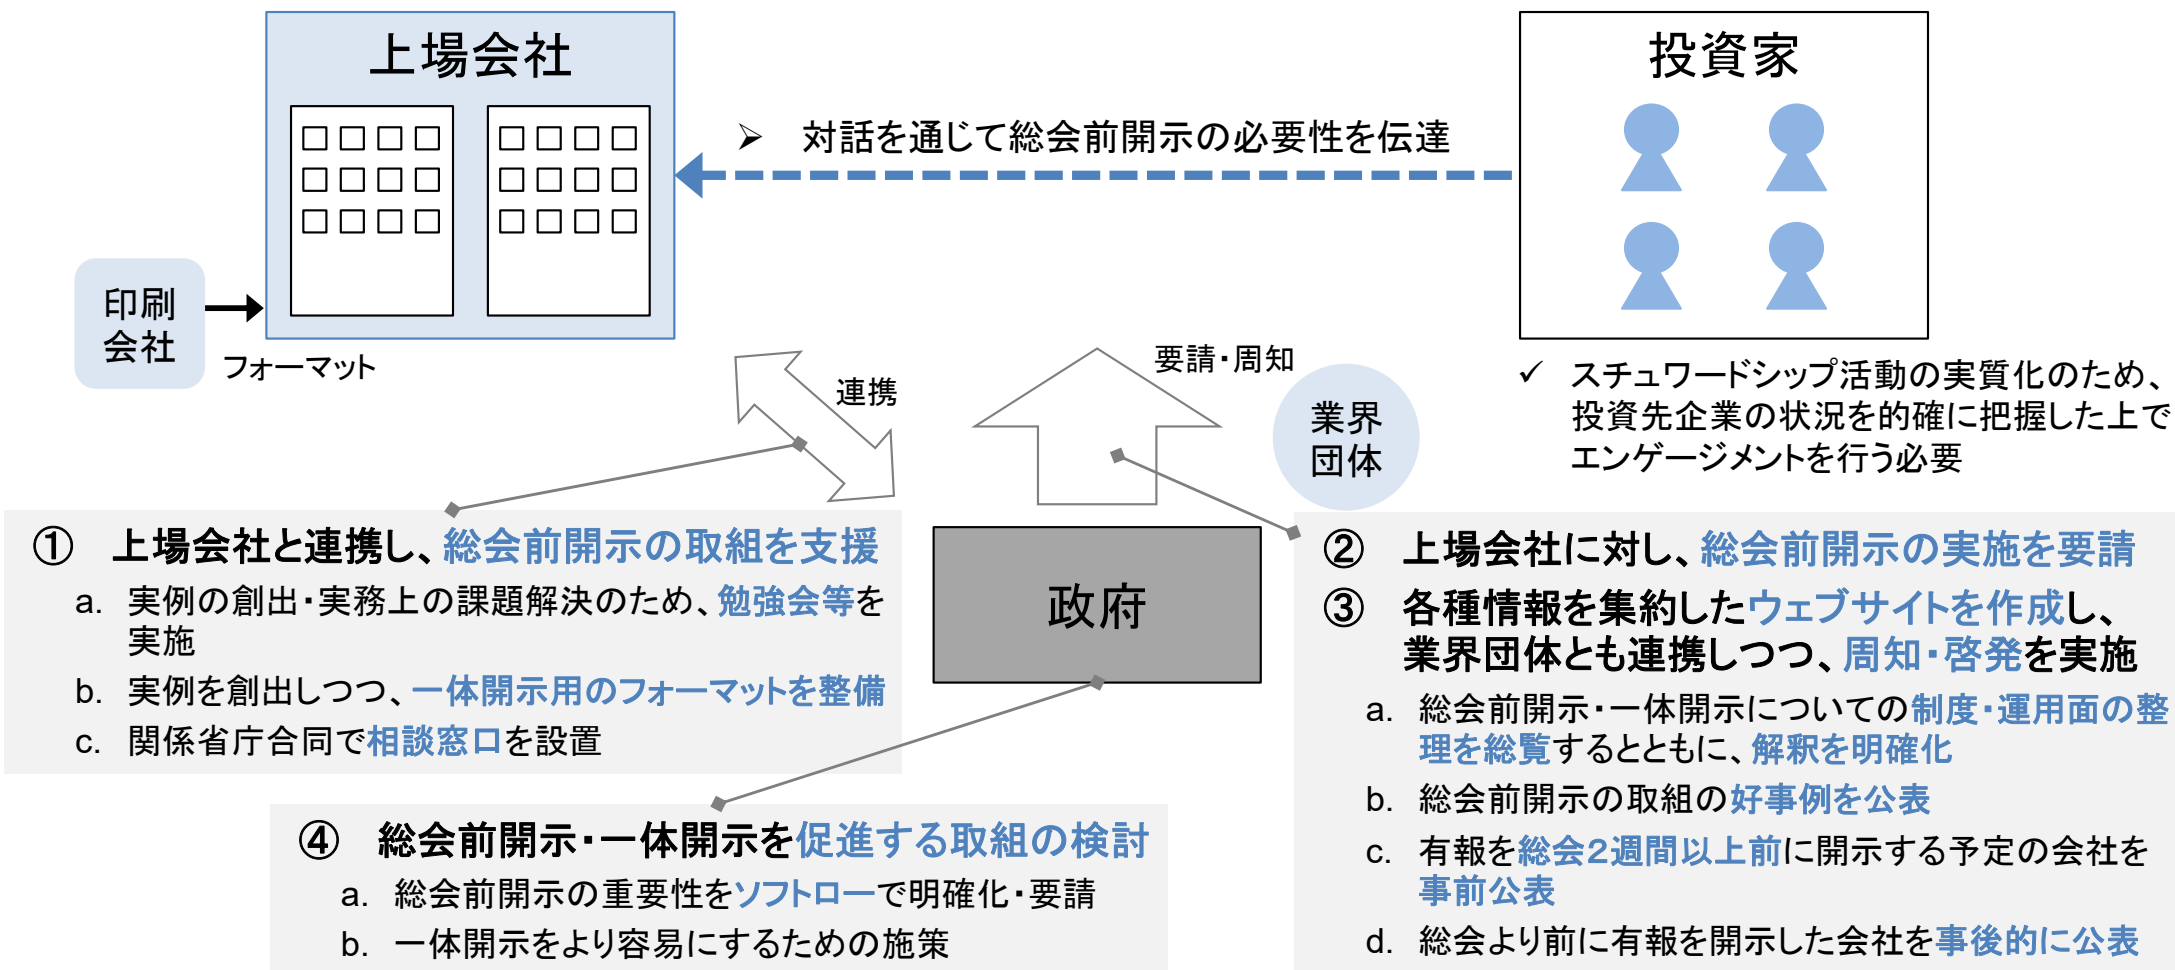 上場会社
投資家
➢ 対話を通じて総会前開示の必要性を伝達
印刷
会社
フォーマット
連携
要請・周知
業界
団体
✓ スチュワードシップ活動の実質化のため、
投資先企業の状況を的確に把握した上で
エンゲージメントを行う必要
政府
① 上場会社と連携し、総会前開示の取組を支援
a. 実例の創出・実務上の課題解決のため、勉強会等を
実施
b. 実例を創出しつつ、一体開示用のフォーマットを整備
c. 関係省庁合同で相談窓口を設置
② 上場会社に対し、総会前開示の実施を要請
③ 各種情報を集約したウェブサイトを作成し、
業界団体とも連携しつつ、周知・啓発を実施
a. 総会前開示・一体開示についての制度・運用面の整
理を総覧するとともに、解釈を明確化
b. 総会前開示の取組の好事例を公表
c. 有報を総会2週間以上前に開示する予定の会社を
事前公表
d. 総会より前に有報を開示した会社を事後的に公表
④ 総会前開示・一体開示を促進する取組の検討
a. 総会前開示の重要性をソフトローで明確化・要請
b. 一体開示をより容易にするための施策